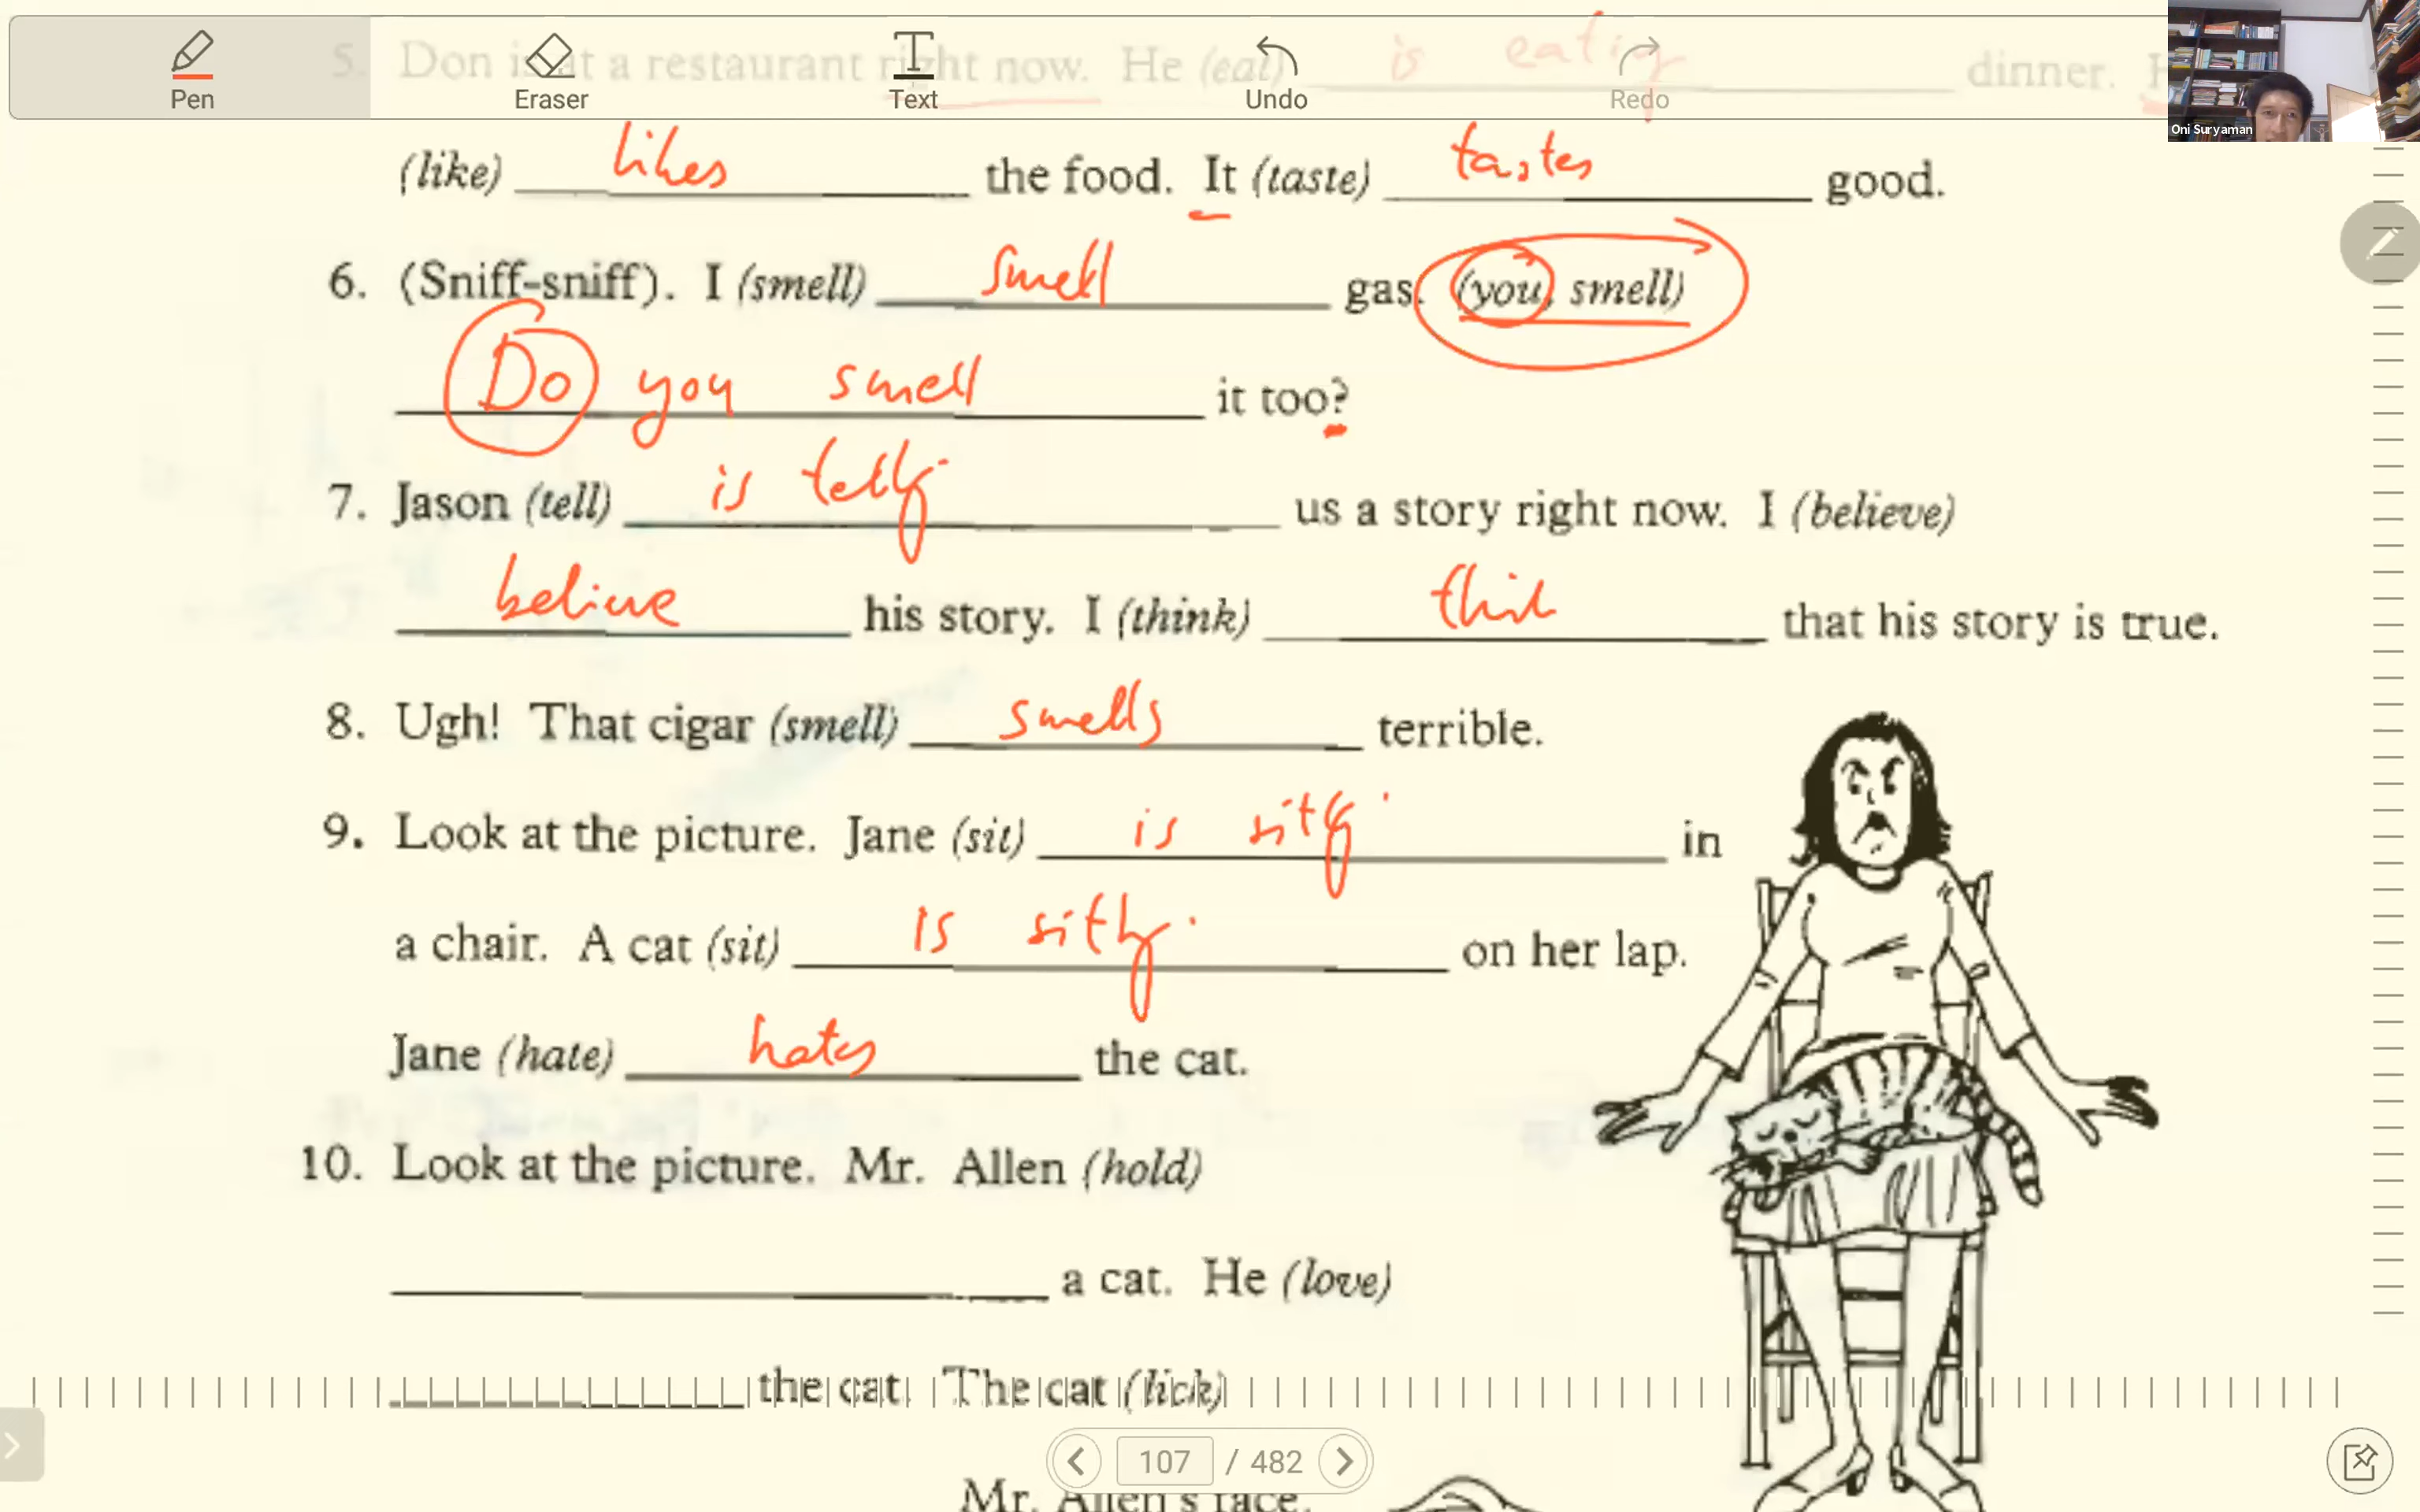 Pen Eraser Text Undo Redo
5. Don is at a restaurant right now. He (eat) is eating dinner.
Oni Suryaman
(like) likes the food. It (taste) tastes good.
6. (Sniff-sniff). I (smell) smell gas. (you, smell)
Do you smell it too?
7. Jason (tell) is telling us a story right now. I (believe)
believe his story. I (think) think that his story is true.
8. Ugh! That cigar (smell) smells terrible.
9. Look at the picture. Jane (sit) is sitting in
a chair. A cat (sit) is sitting on her lap.
Jane (hate) hates the cat.
10. Look at the picture. Mr. Allen (hold)
a cat. He (love)
the cat. The cat (lick)
107 / 482
Mr. Allen's face.